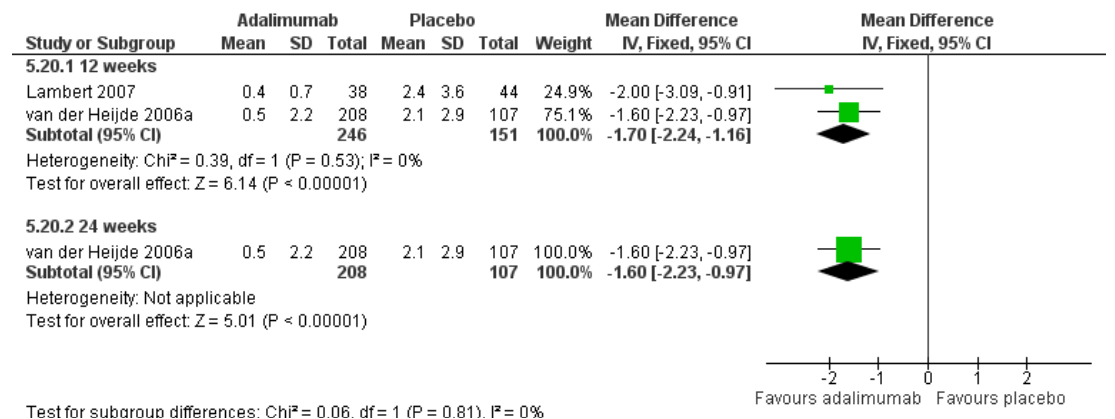 Adalimumab Placebo Mean Difference Mean Difference
Study or Subgroup Mean SD Total Mean SD Total Weight IV, Fixed, 95% CI IV, Fixed, 95% CI
5.20.1 12 weeks
Lambert 2007 0.4 0.7 38 2.4 3.6 44 24.9% -2.00 [-3.09, -0.91]
van der Heijde 2006a 0.5 2.2 208 2.1 2.9 107 75.1% -1.60 [-2.23, -0.97]
Subtotal (95% CI) 246 151 100.0% -1.70 [-2.24, -1.16]
Heterogeneity: Chi² = 0.39, df = 1 (P = 0.53); I² = 0%
Test for overall effect: Z = 6.14 (P < 0.00001)
5.20.2 24 weeks
van der Heijde 2006a 0.5 2.2 208 2.1 2.9 107 100.0% -1.60 [-2.23, -0.97]
Subtotal (95% CI) 208 107 100.0% -1.60 [-2.23, -0.97]
Heterogeneity: Not applicable
Test for overall effect: Z = 5.01 (P < 0.00001)
-2 -1 0 1 2
Favours adalimumab Favours placebo
Test for subgroup differences: Chi² = 0.06, df = 1 (P = 0.81), I² = 0%